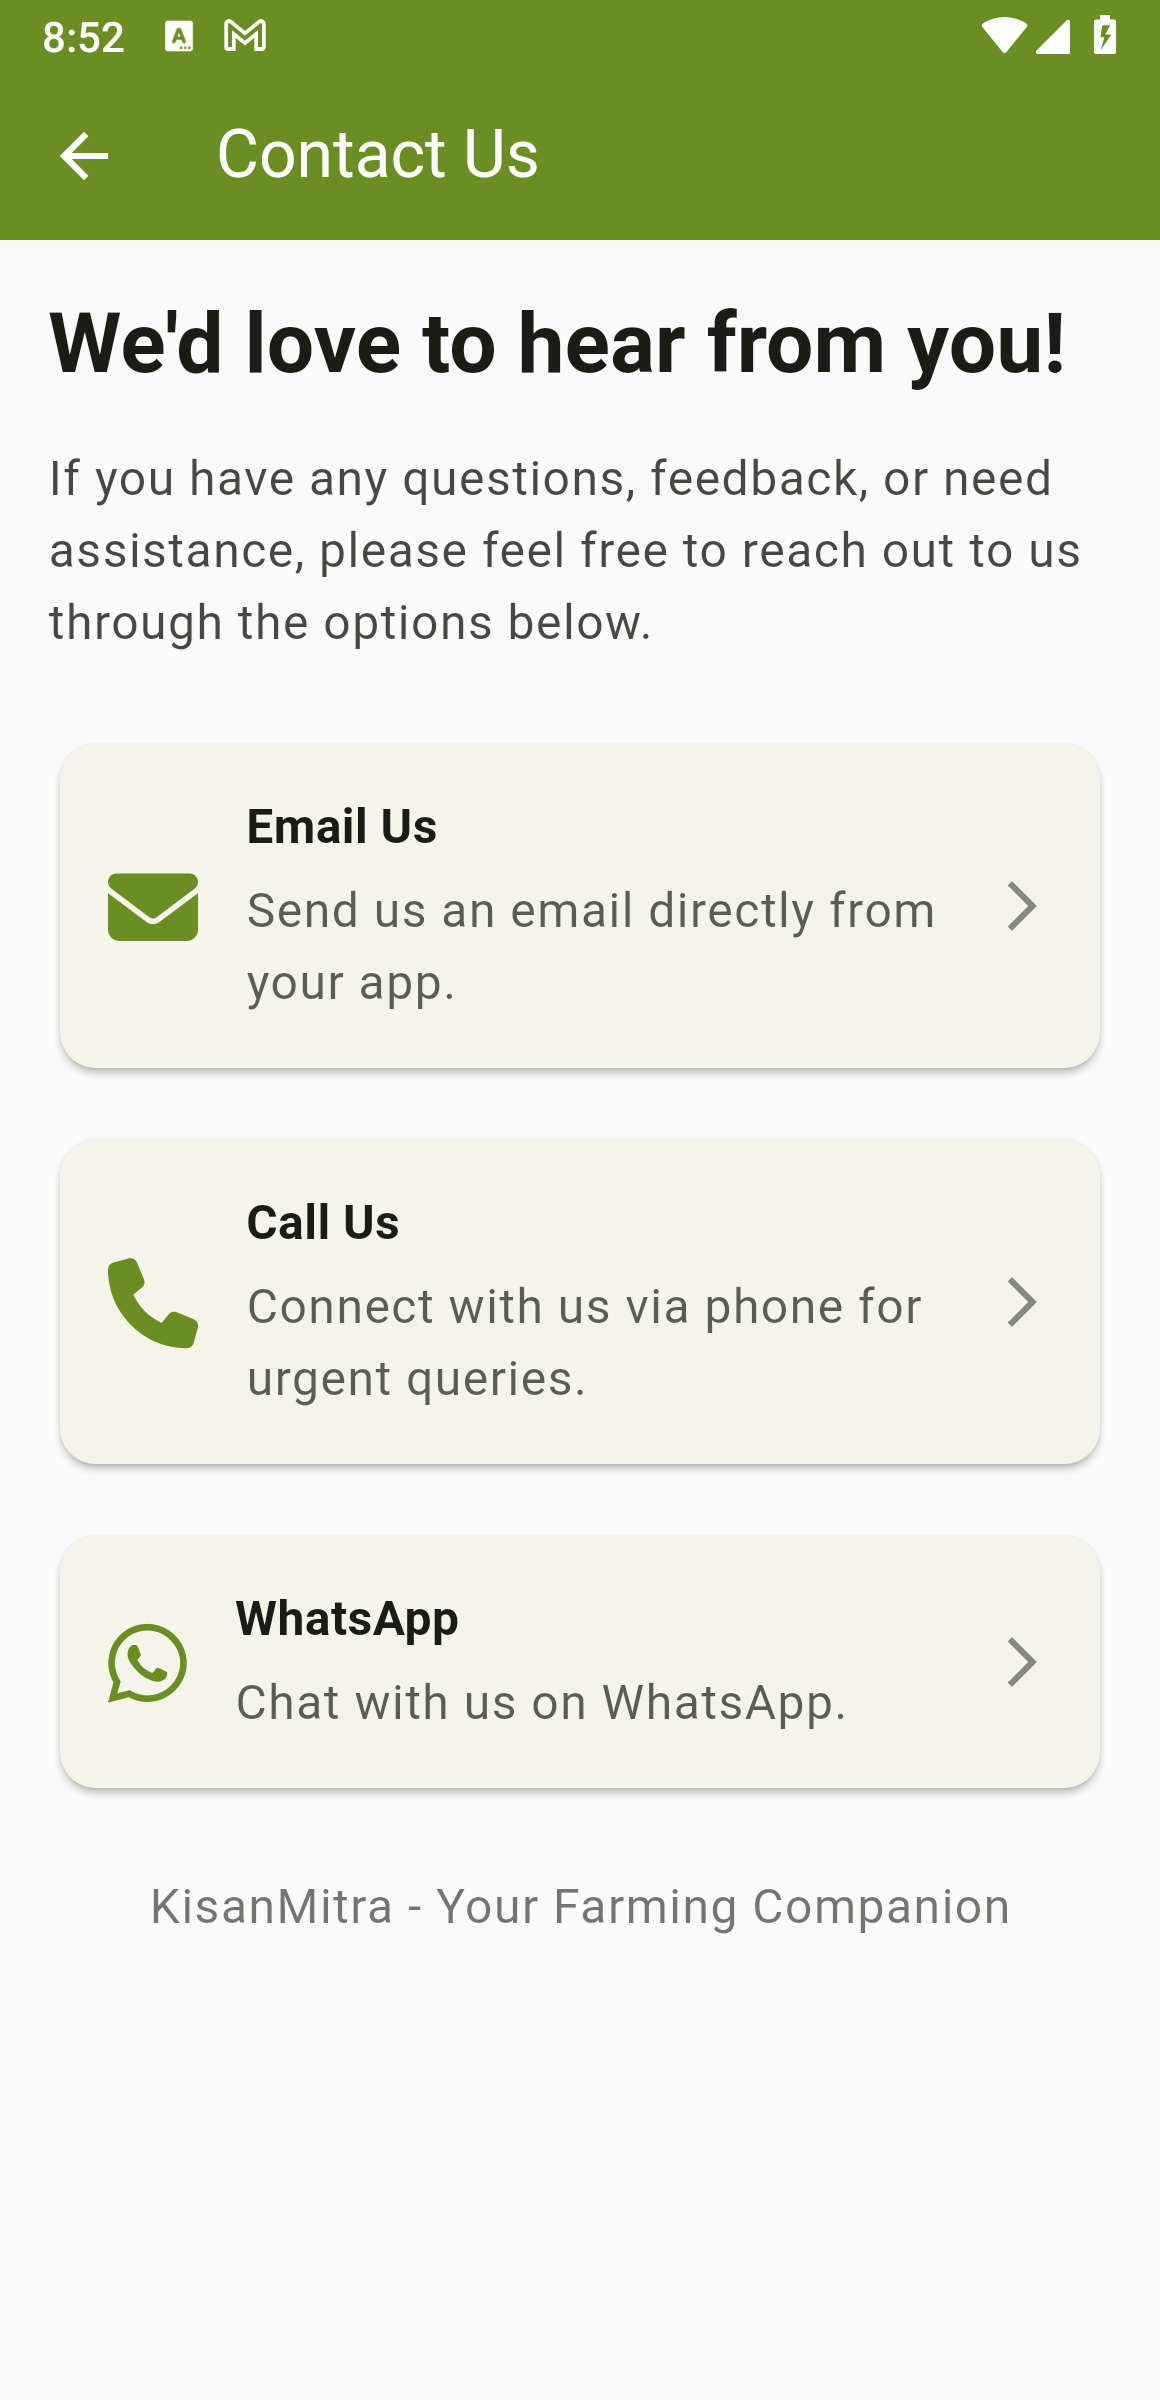 8:52
Contact Us
We'd love to hear from you!
If you have any questions, feedback, or need
assistance, please feel free to reach out to us
through the options below.
Email Us
Send us an email directly from
your app.
Call Us
Connect with us via phone for
urgent queries.
WhatsApp
Chat with us on WhatsApp.
KisanMitra - Your Farming Companion